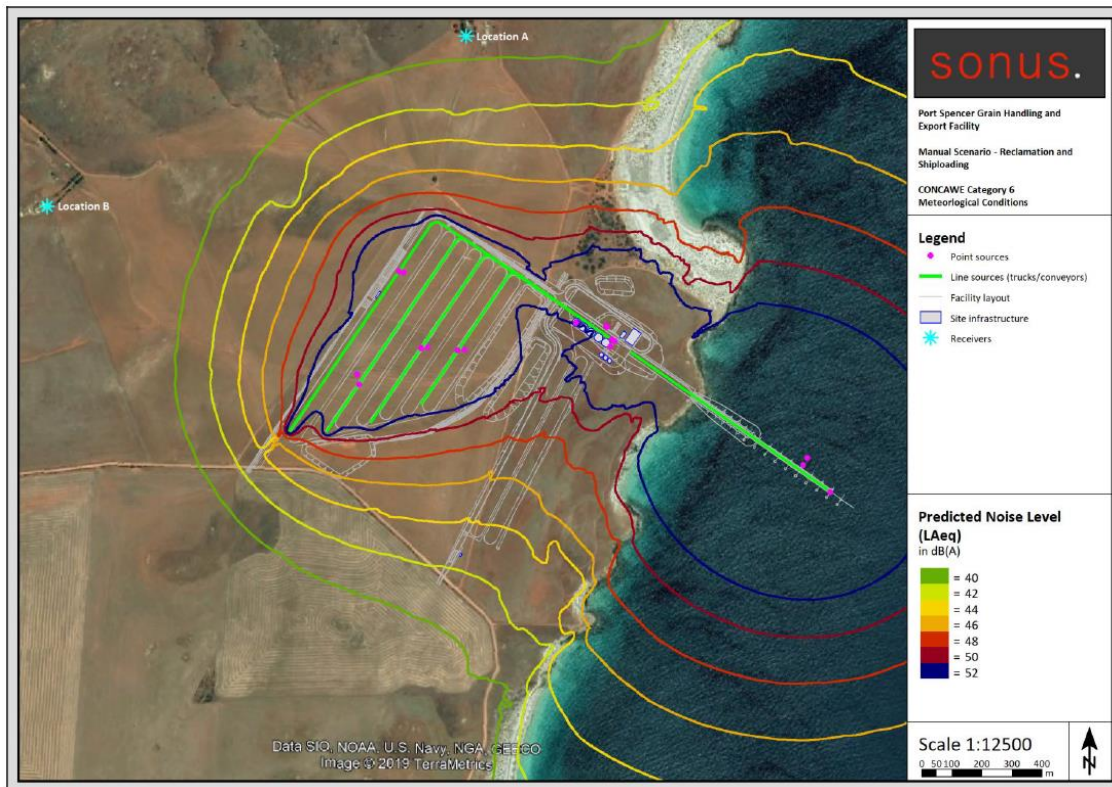 Location A
Location B
Data SIO, NOAA, U.S. Navy, NGA, GEBCO
Image © 2019 TerraMetrics
sonus.
Port Spencer Grain Handling and
Export Facility
Manual Scenario - Reclamation and
Shiploading
CONCAWE Category 6
Meteorlogical Conditions
Legend
Point sources
Line sources (trucks/conveyors)
Facility layout
Site infrastructure
Receivers
Predicted Noise Level
(LAeq)
in dB(A)
= 40
= 42
= 44
= 46
= 48
= 50
= 52
Scale 1:12500
0 50 100 200 300 400
m
N